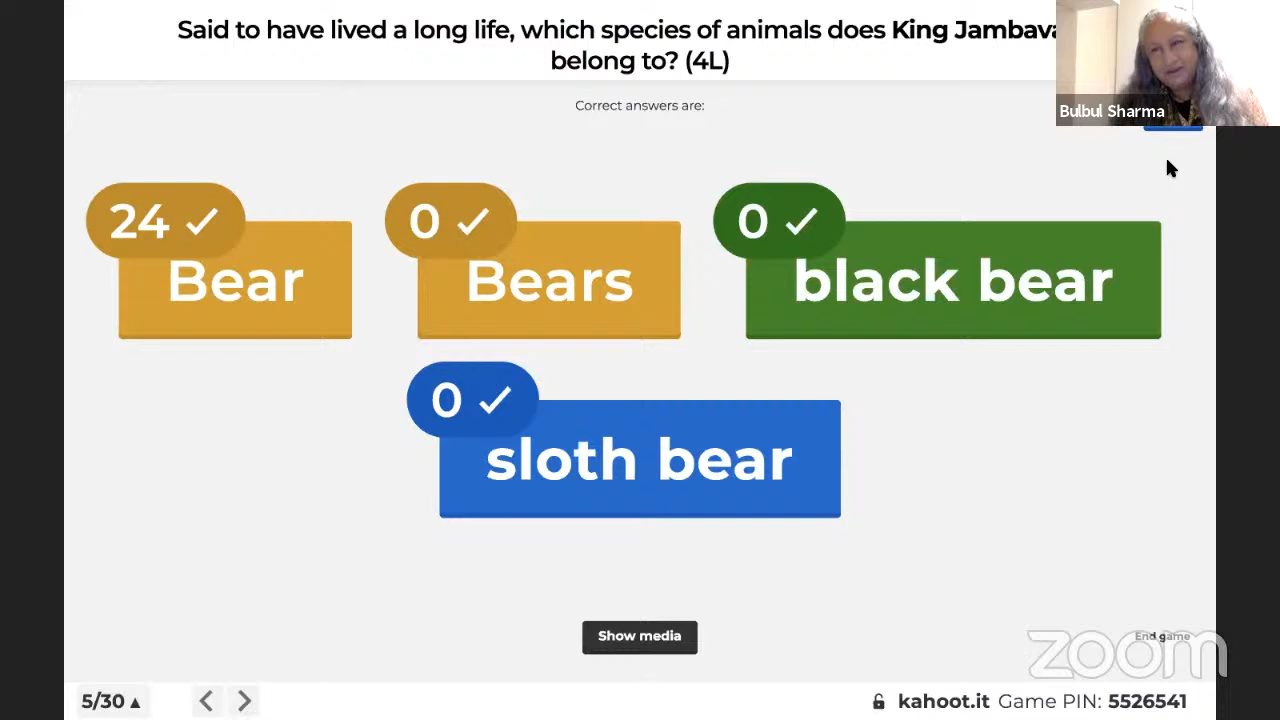 Said to have lived a long life, which species of animals does King Jambava
belong to? (4L)
Bulbul Sharma
Correct answers are:
24
Bear
0
Bears
0
black bear
0
sloth bear
Show media
End game
zoom
5/30
kahoot.it Game PIN: 5526541